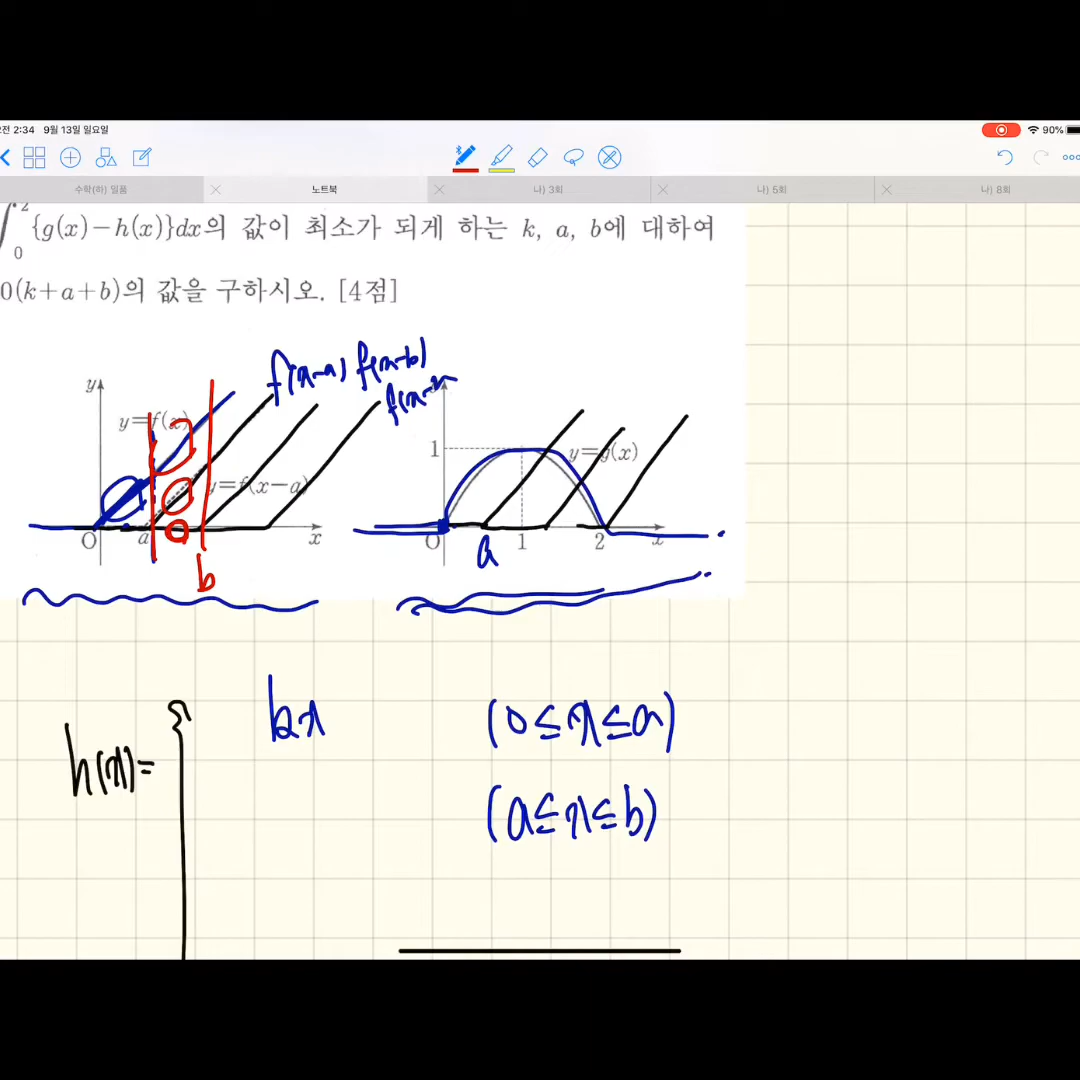 오전 2:34 9월 13일 일요일
90%
수학(하) 일품
노트북
나) 3회
나) 5회
나) 8회
∫₀² {g(x)−h(x)}dx의 값이 최소가 되게 하는 k, a, b에 대하여
0(k+a+b)의 값을 구하시오. [4점]
f(x-a) f(x-b)
f(x-2)
y
y=f(x)
y=f(x-a)
O a x
b
1
y=g(x)
O 1 2 x
a
h(x)= {
kx (0≤x≤a)
(a≤x≤b)